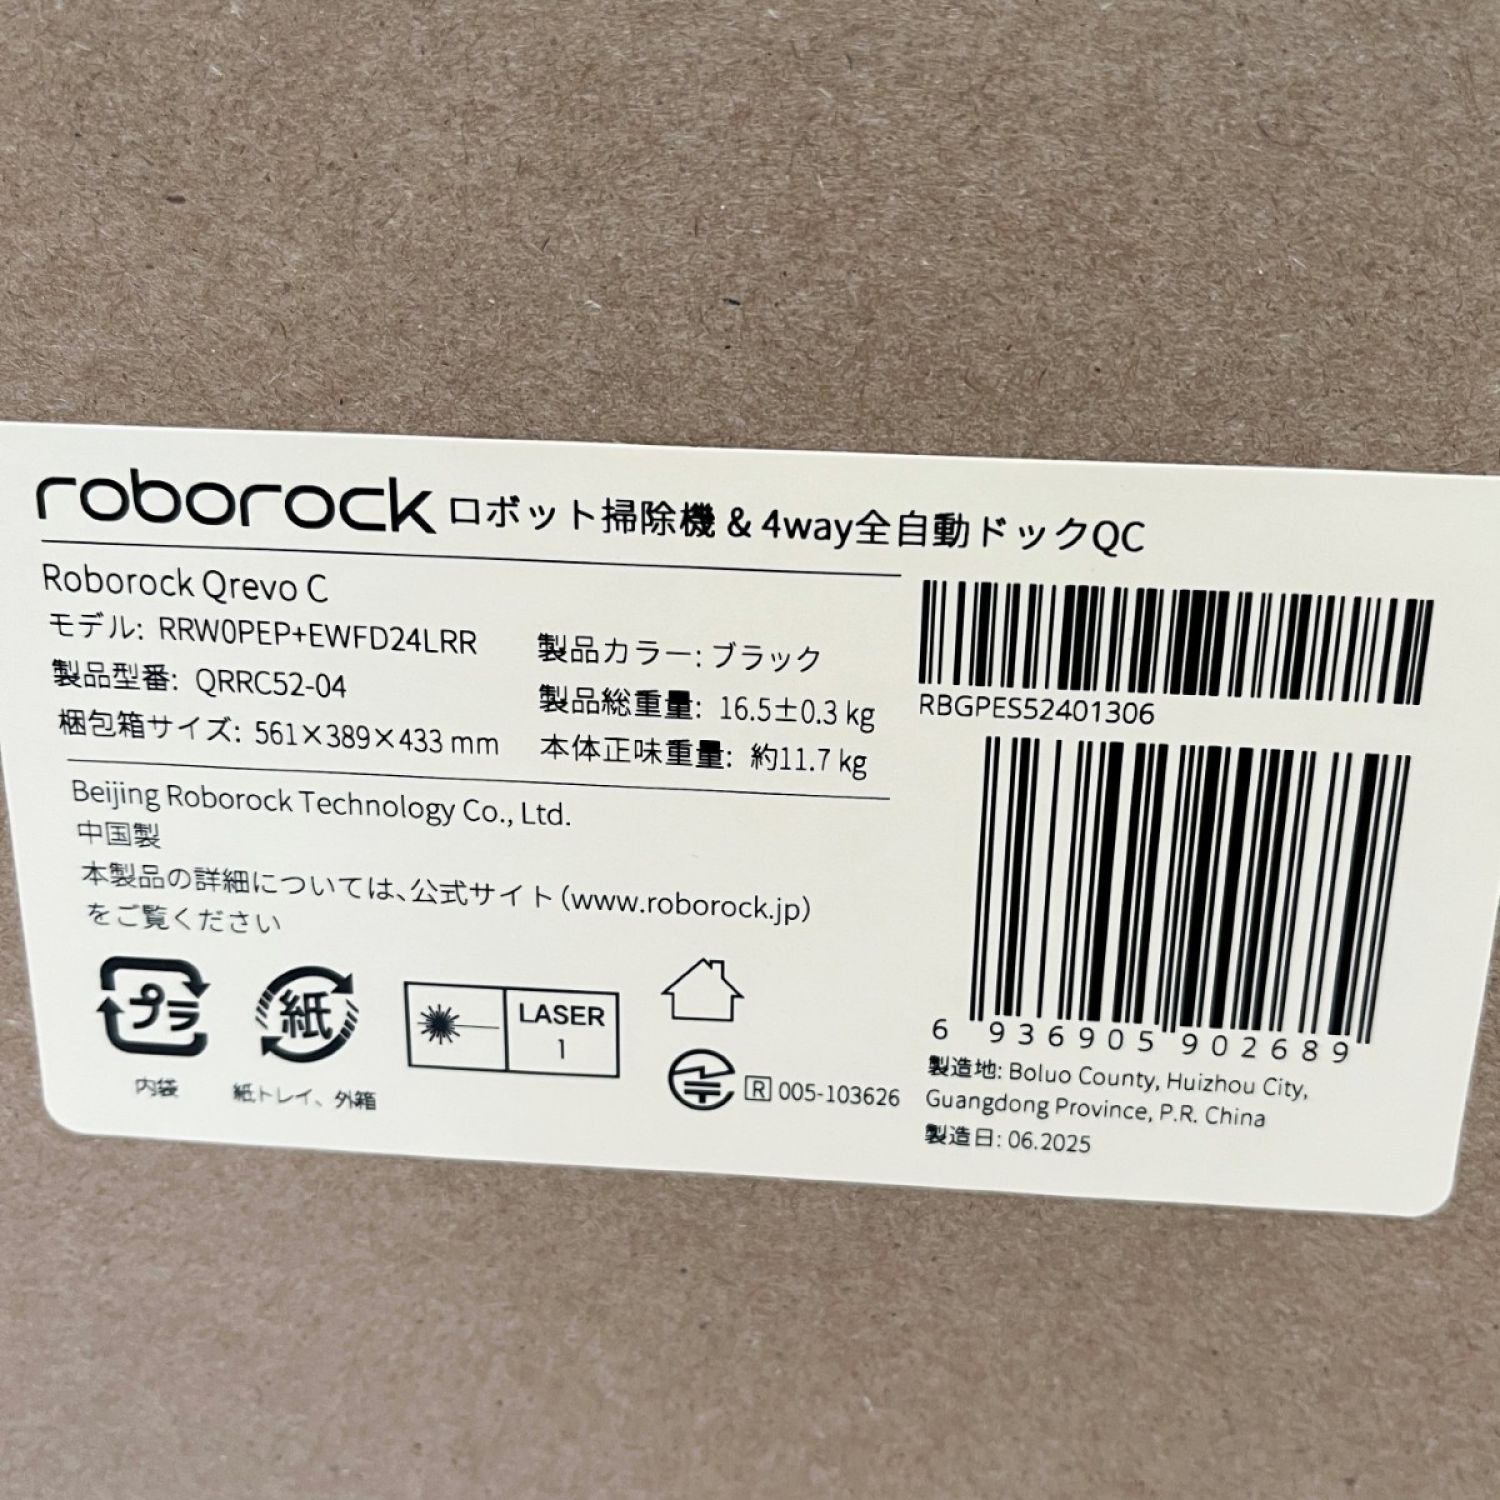 roborock ロボット掃除機 & 4way全自動ドックQC
Roborock Qrevo C
モデル: RRW0PEP+EWFD24LRR
製品型番: QRRC52-04
梱包箱サイズ: 561×389×433 mm
製品カラー: ブラック
製品総重量: 16.5±0.3 kg
本体正味重量: 約11.7 kg
Beijing Roborock Technology Co., Ltd.
中国製
本製品の詳細については、公式サイト(www.roborock.jp)
をご覧ください
プラ
内袋
紙
紙トレイ、外箱
LASER
1
R 005-103626
RBGPES52401306
6 936905 902689
製造地: Boluo County, Huizhou City,
Guangdong Province, P.R. China
製造日: 06.2025